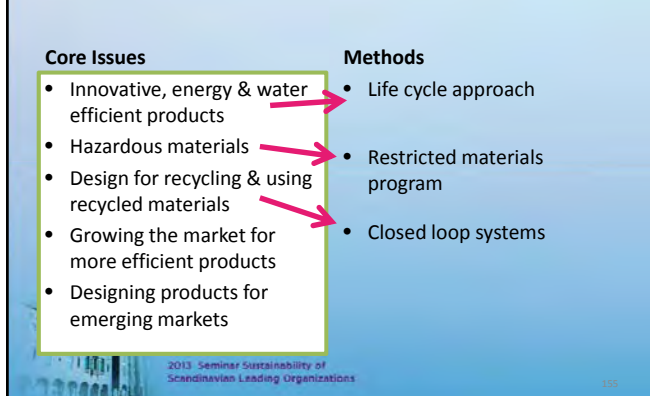 Core Issues
• Innovative, energy & water
efficient products
• Hazardous materials
• Design for recycling & using
recycled materials
• Growing the market for
more efficient products
• Designing products for
emerging markets
Methods
• Life cycle approach
• Restricted materials
program
• Closed loop systems
2013 Seminar Sustainability of
Scandinavian Leading Organizations